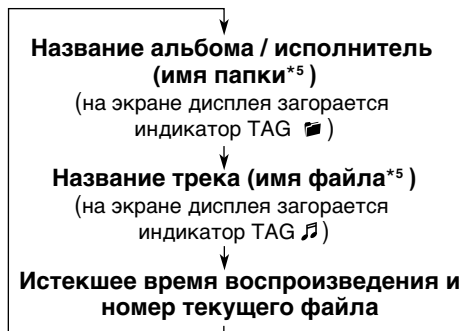 Название альбома / исполнитель
(имя папки*5)
(на экране дисплея загорается
индикатор TAG )
Название трека (имя файла*5)
(на экране дисплея загорается
индикатор TAG )
Истекшее время воспроизведения и
номер текущего файла